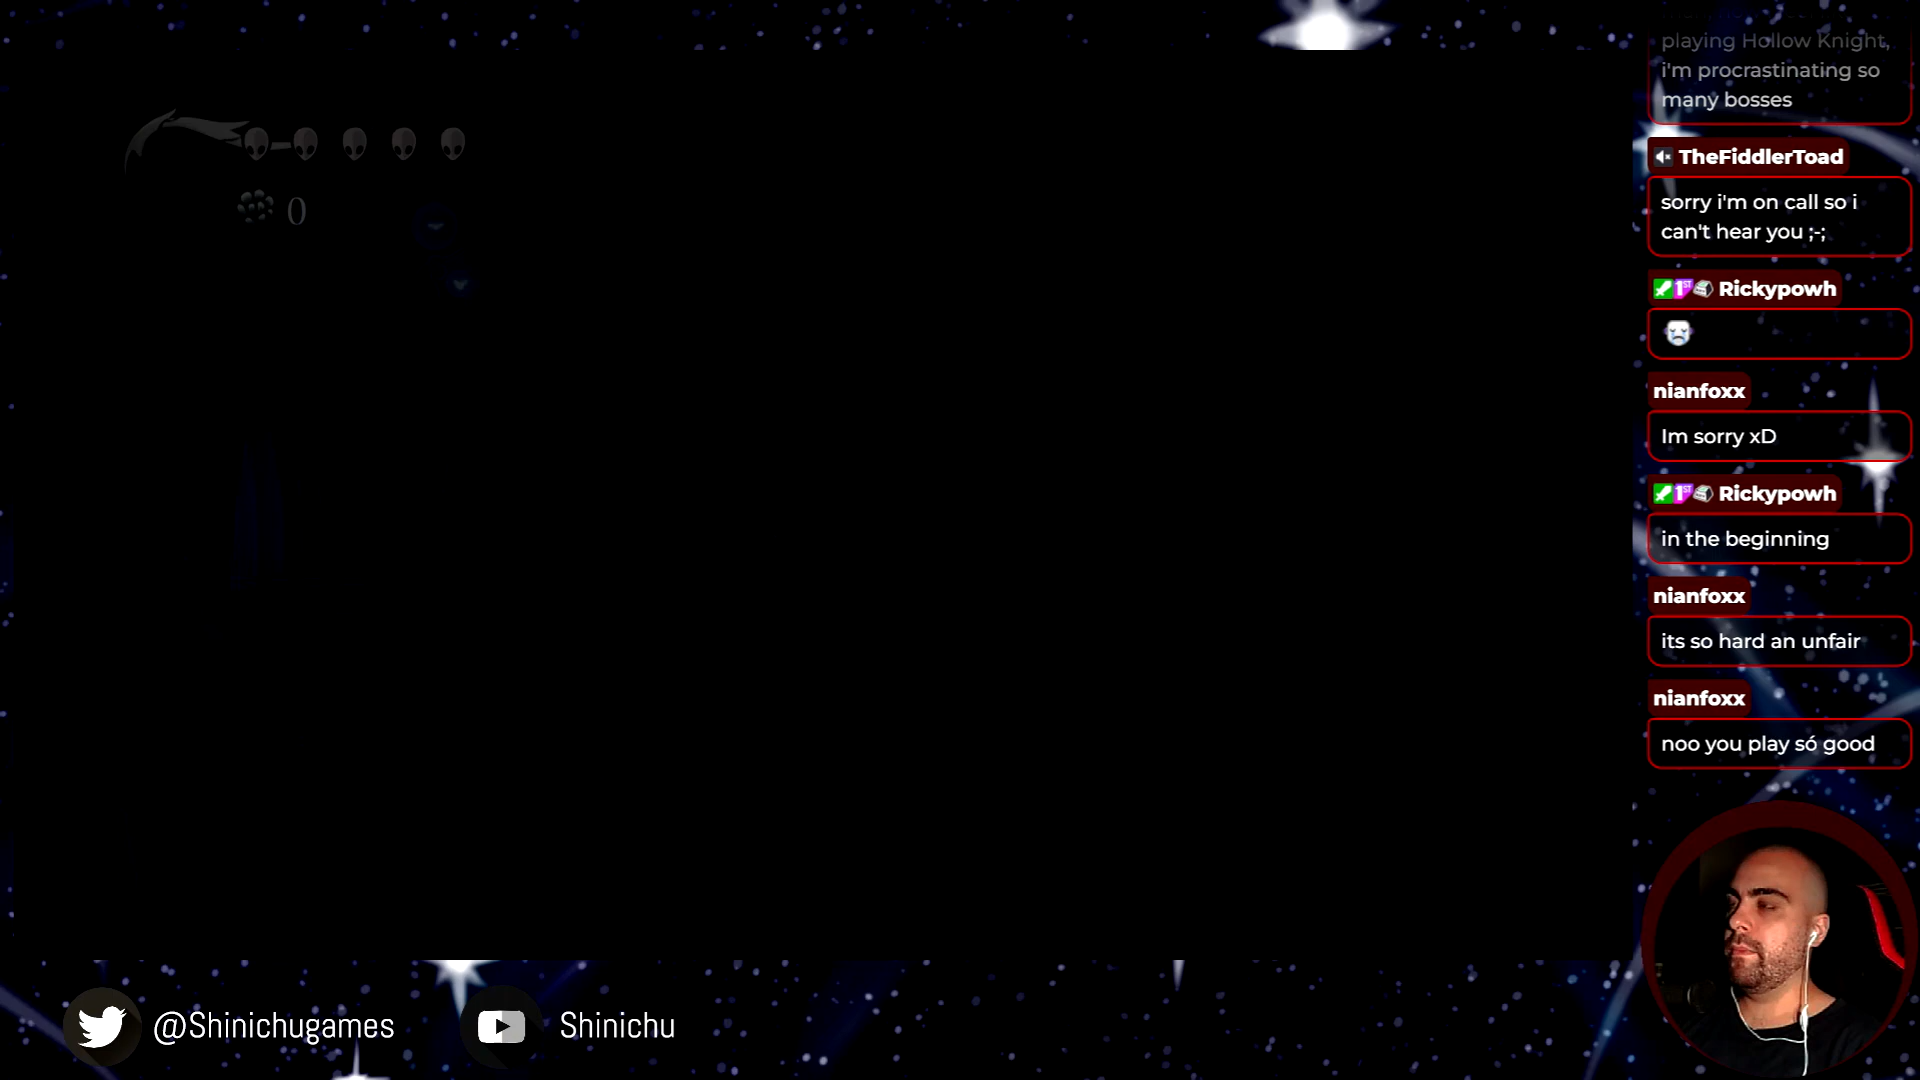 playing Hollow Knight,
i'm procrastinating so
many bosses
TheFiddlerToad
sorry i'm on call so i
can't hear you ;-;
1ST Rickypowh
nianfoxx
Im sorry xD
1ST Rickypowh
in the beginning
nianfoxx
its so hard an unfair
nianfoxx
noo you play só good
0
@Shinichugames
Shinichu